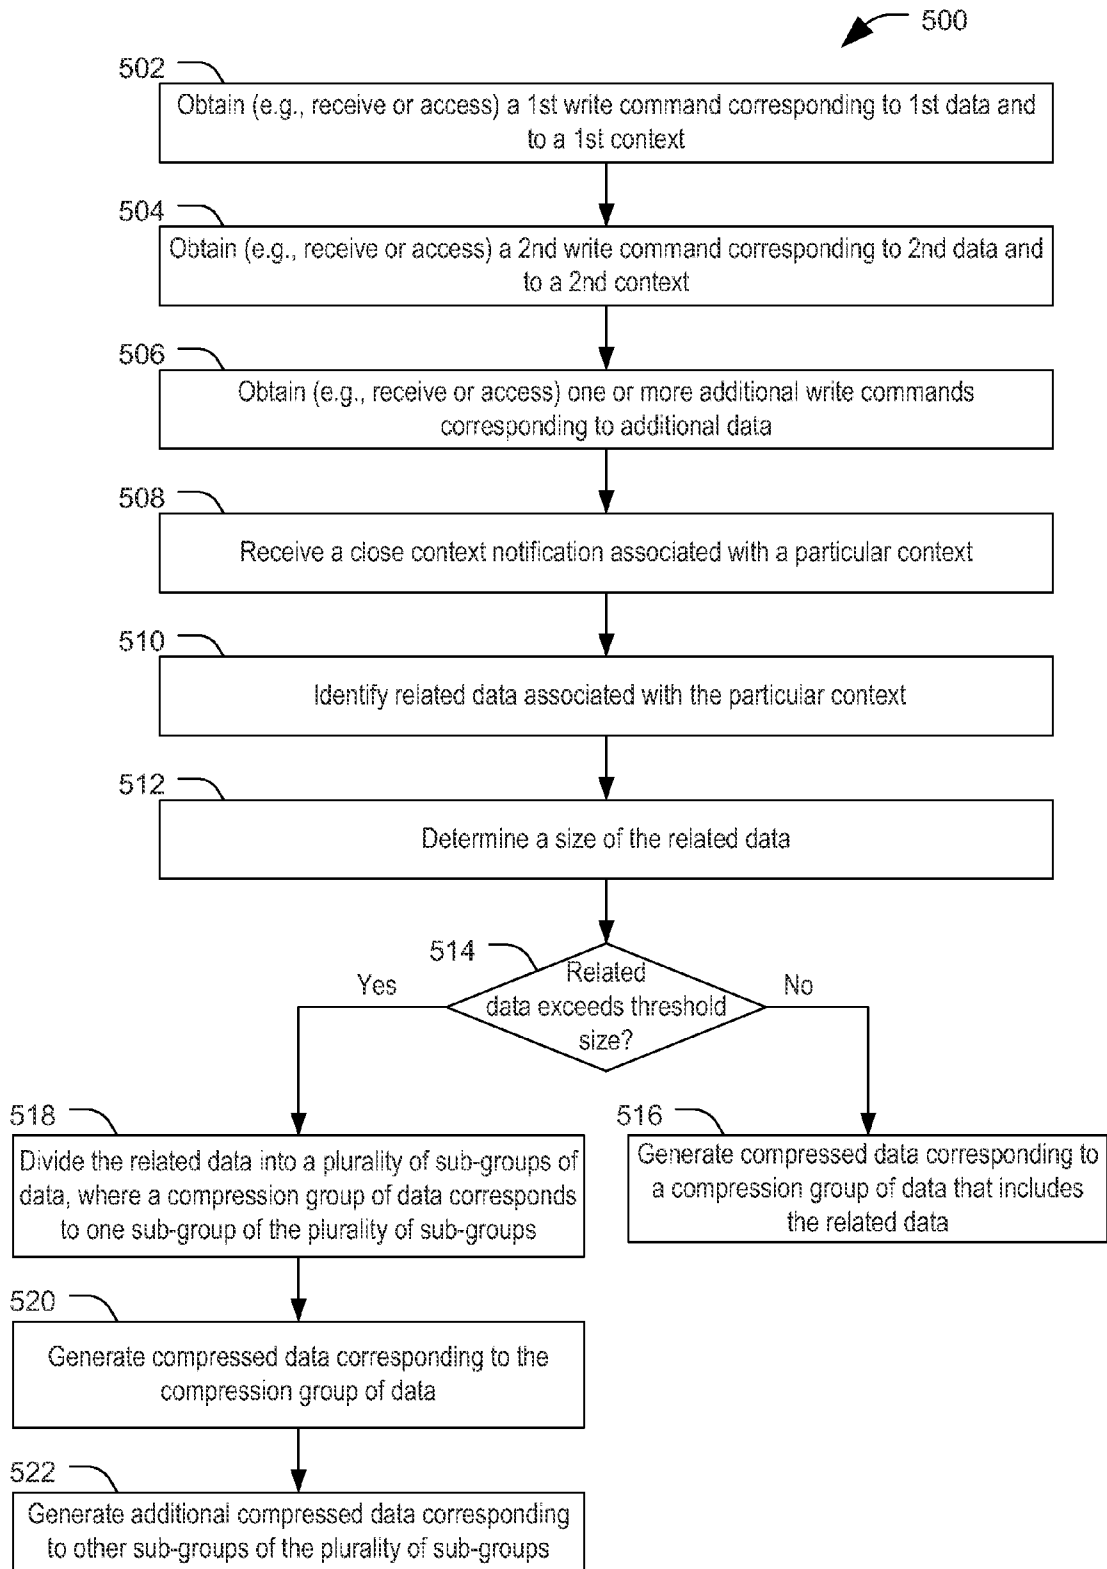 500
502
Obtain (e.g., receive or access) a 1st write command corresponding to 1st data and
to a 1st context
504
Obtain (e.g., receive or access) a 2nd write command corresponding to 2nd data and
to a 2nd context
506
Obtain (e.g., receive or access) one or more additional write commands
corresponding to additional data
508
Receive a close context notification associated with a particular context
510
Identify related data associated with the particular context
512
Determine a size of the related data
514
Related
data exceeds threshold
size?
Yes
No
518
Divide the related data into a plurality of sub-groups of
data, where a compression group of data corresponds
to one sub-group of the plurality of sub-groups
516
Generate compressed data corresponding to
a compression group of data that includes
the related data
520
Generate compressed data corresponding to the
compression group of data
522
Generate additional compressed data corresponding
to other sub-groups of the plurality of sub-groups